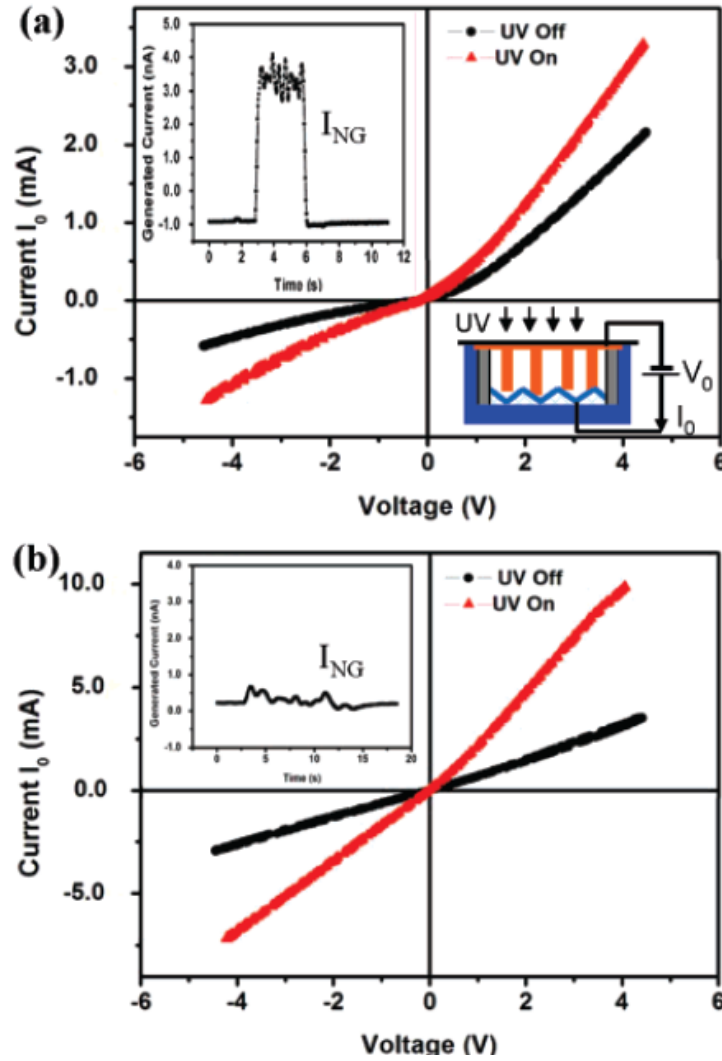 (a)
UV Off
UV On
Current I0 (mA)
3.0
2.0
1.0
0.0
-1.0
-6 -4 -2 0 2 4 6
Voltage (V)
Generated Current (nA)
5.0
4.0
3.0
2.0
1.0
0.0
-1.0
0 2 4 6 8 10 12
Time (s)
ING
UV
V0
I0
(b)
UV Off
UV On
Current I0 (mA)
10.0
5.0
0.0
-5.0
-6 -4 -2 0 2 4 6
Voltage (V)
Generated Current (nA)
4.0
3.0
2.0
1.0
0.0
-1.0
0 5 10 15 20
Time (s)
ING